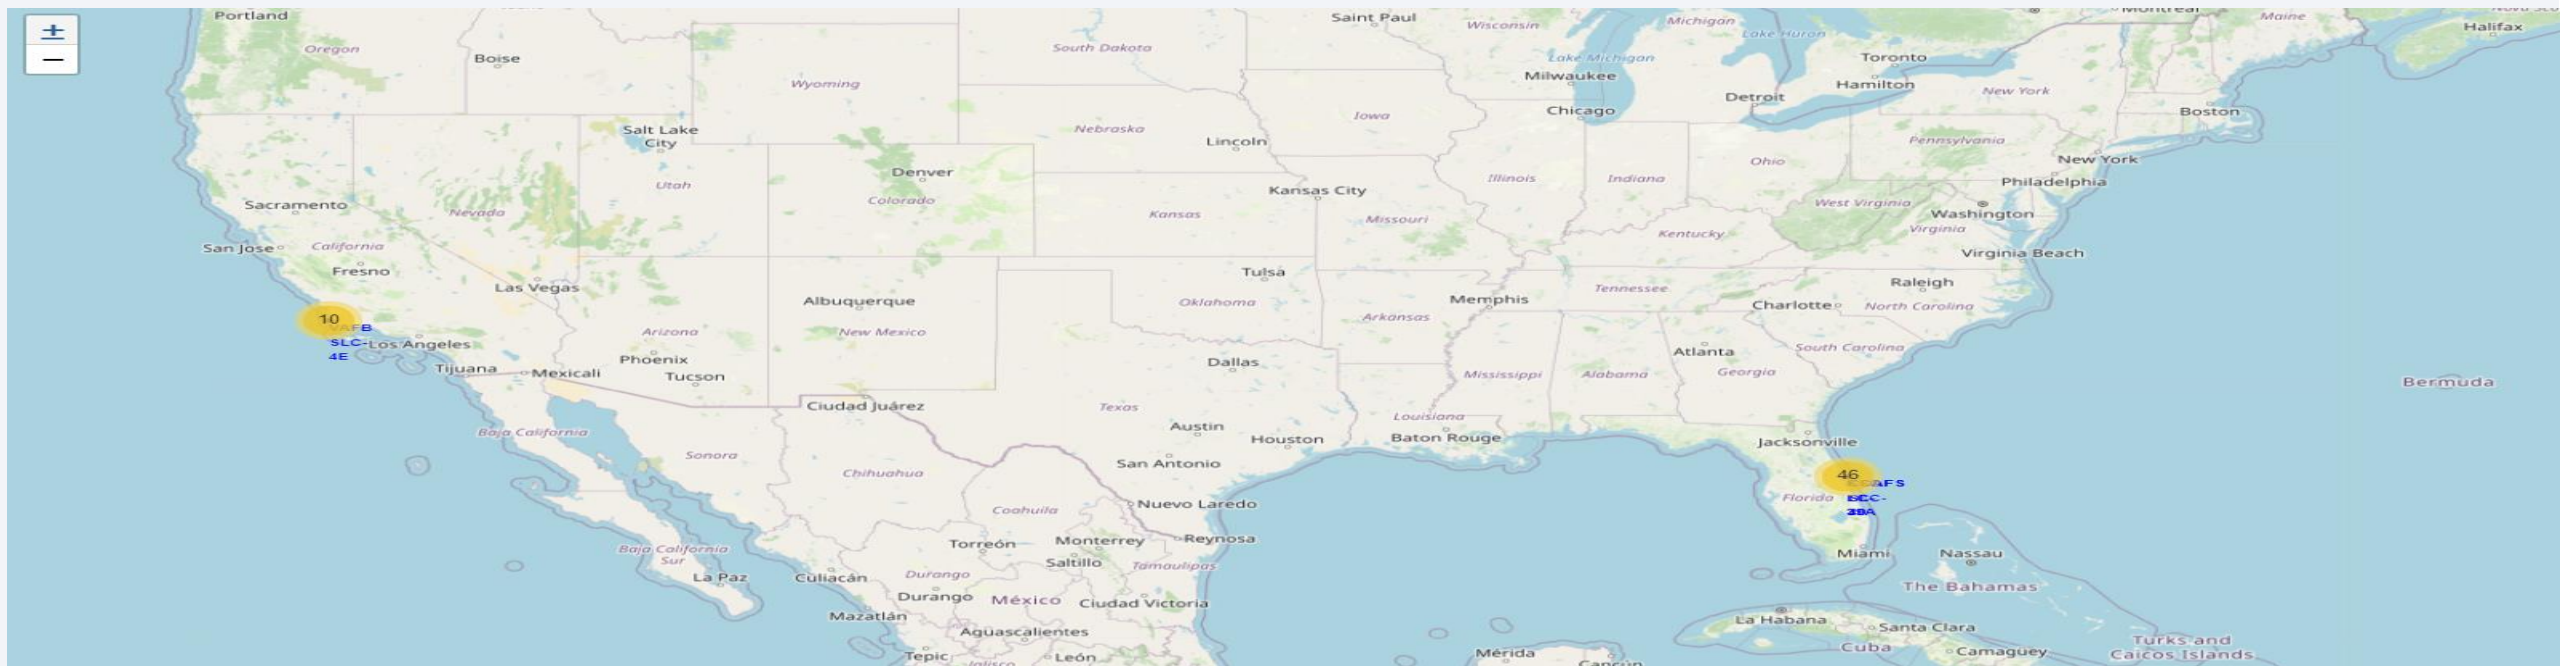 Portland
Saint Paul
Wisconsin
Michigan
Montreal
Maine
Halifax
+
−
Oregon
Boise
South Dakota
Lake Huron
Lake Michigan
Toronto
Wyoming
Milwaukee
Hamilton
New York
Detroit
Chicago
Boston
Iowa
Salt Lake
City
Nebraska
Lincoln
Pennsylvania
New York
Ohio
Denver
Utah
Colorado
Kansas City
Illinois
Indiana
Philadelphia
Sacramento
Nevada
Kansas
Missouri
West Virginia
Washington
Virginia
Kentucky
San Jose
California
Virginia Beach
Fresno
Las Vegas
Tulsa
Raleigh
Tennessee
Albuquerque
Oklahoma
Memphis
Charlotte
North Carolina
10
VAFB
SLC-
4E
Los Angeles
Arizona
New Mexico
Arkansas
Phoenix
Dallas
Atlanta
South Carolina
Tijuana
Mexicali
Tucson
Mississippi
Alabama
Georgia
Bermuda
Ciudad Juárez
Texas
Louisiana
Austin
Houston
Baton Rouge
Jacksonville
Baja California
Sonora
Chihuahua
San Antonio
46
Florida
Nuevo Laredo
Coahuila
Torreón
Monterrey
Reynosa
Baja California
Sur
Saltillo
Tamaulipas
Miami
Nassau
La Paz
Culiacán
Durango
The Bahamas
Durango
México
Ciudad Victoria
Mazatlán
La Habana
Santa Clara
Aguascalientes
Turks and
Caicos Islands
Tepic
León
Mérida
Cuba
Camagüey
Cancún